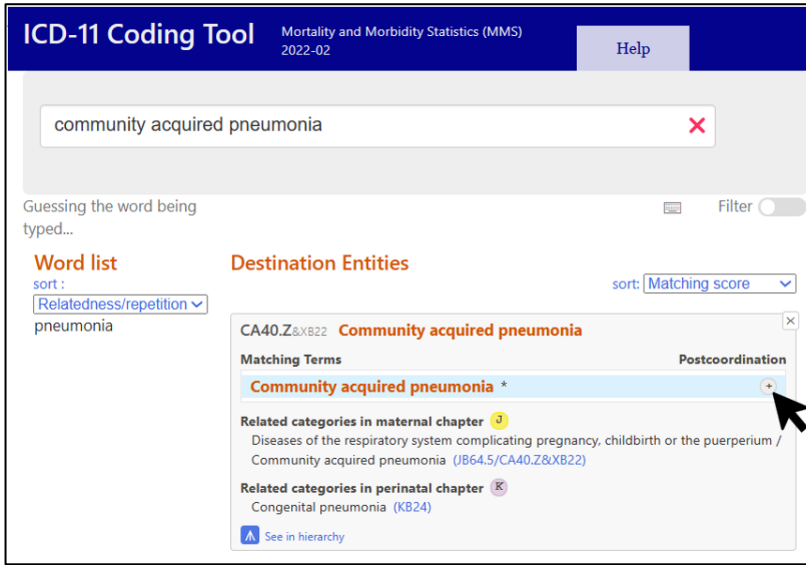 ICD-11 Coding Tool
Mortality and Morbidity Statistics (MMS)
2022-02
Help
community acquired pneumonia
Guessing the word being
typed...
Filter
Word list
sort :
Relatedness/repetition
pneumonia
Destination Entities
sort: Matching score
CA40.Z&XB22 Community acquired pneumonia
Matching Terms Postcoordination
Community acquired pneumonia *
Related categories in maternal chapter J
Diseases of the respiratory system complicating pregnancy, childbirth or the puerperium /
Community acquired pneumonia (JB64.5/CA40.Z&XB22)
Related categories in perinatal chapter K
Congenital pneumonia (KB24)
See in hierarchy